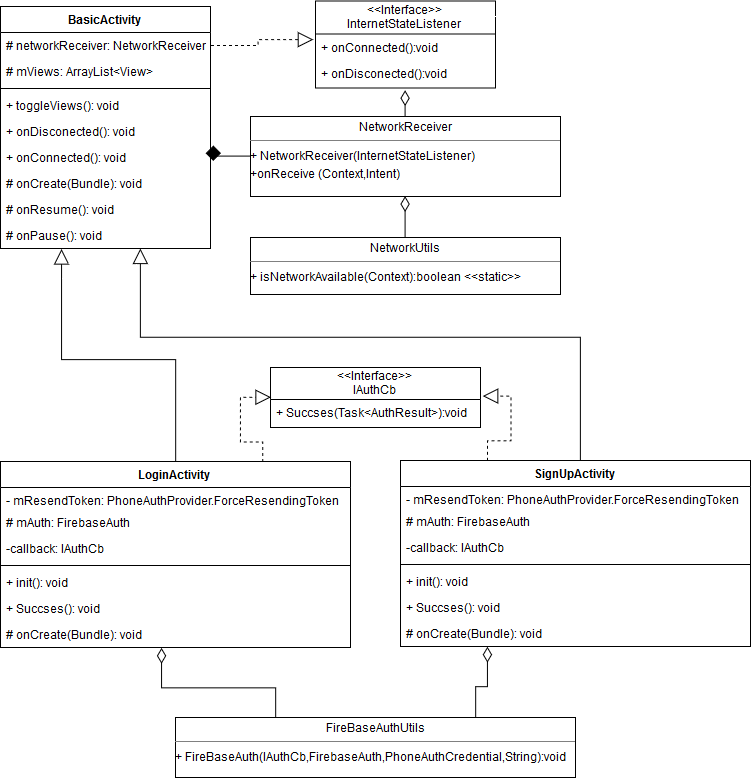 BasicActivity
# networkReceiver: NetworkReceiver
# mViews: ArrayList<View>
+ toggleViews(): void
+ onDisconected(): void
+ onConnected(): void
# onCreate(Bundle): void
# onResume(): void
# onPause(): void
<<Interface>>
InternetStateListener
+ onConnected():void
+ onDisconected():void
NetworkReceiver
+ NetworkReceiver(InternetStateListener)
+onReceive (Context,Intent)
NetworkUtils
+ isNetworkAvailable(Context):boolean <<static>>
<<Interface>>
IAuthCb
+ Succses(Task<AuthResult>):void
LoginActivity
- mResendToken: PhoneAuthProvider.ForceResendingToken
# mAuth: FirebaseAuth
-callback: IAuthCb
+ init(): void
+ Succses(): void
# onCreate(Bundle): void
SignUpActivity
- mResendToken: PhoneAuthProvider.ForceResendingToken
# mAuth: FirebaseAuth
-callback: IAuthCb
+ init(): void
+ Succses(): void
# onCreate(Bundle): void
FireBaseAuthUtils
+ FireBaseAuth(IAuthCb,FirebaseAuth,PhoneAuthCredential,String):void